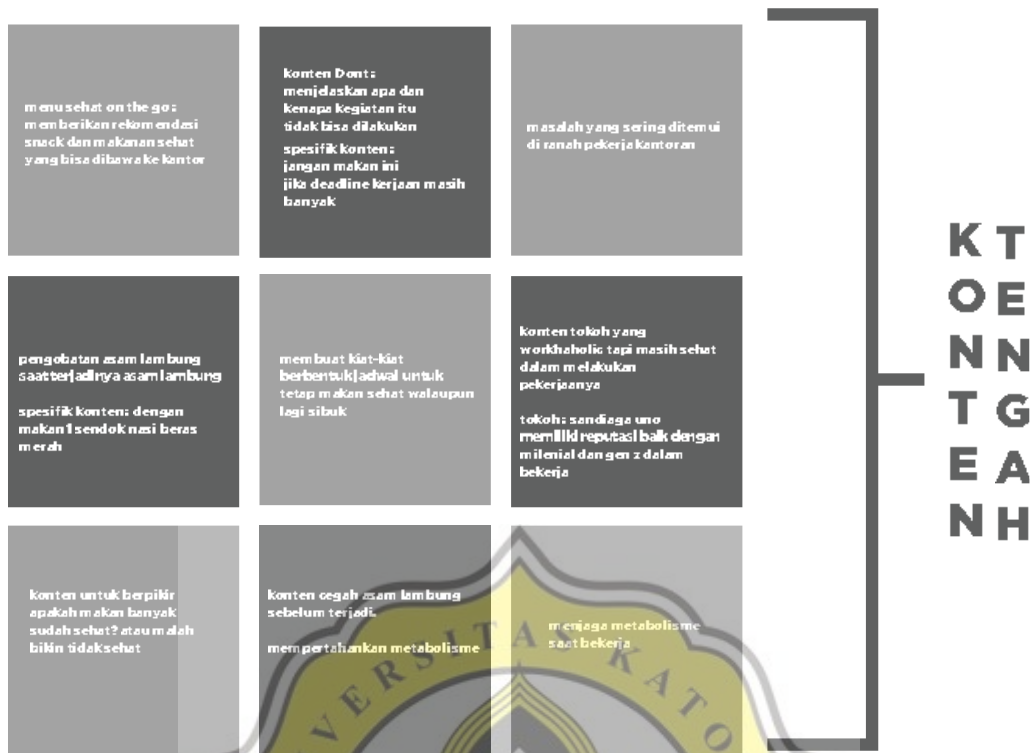 menu sehat on the go:
memberikan rekomendasi
snack dan makanan sehat
yang bisa dibawa ke kantor
konten Dont:
menjelaskan apa dan
kenapa kegiatan itu
tidak bisa dilakukan
spesifik konten:
jangan makan ini
jika deadline kerjaan masih
banyak
masalah yang sering ditemui
di ranah pekerja kantoran
pengobatan asam lambung
saat terjadinya asam lambung
spesifik konten: dengan
makan 1 sendok nasi beras
merah
membuat kiat-kiat
berbentuk jadwal untuk
tetap makan sehat walaupun
lagi sibuk
konten tokoh yang
workhaholic tapi masih sehat
dalam melakukan
pekerjaanya
tokoh: sandiaga uno
memiliki reputasi baik dengan
milenial dan gen z dalam
bekerja
konten untuk berpikir
apakah makan banyak
sudah sehat? atau malah
bikin tidak sehat
konten cegah asam lambung
sebelum terjadi.
mempertahankan metabolisme
menjaga metabolisme
saat bekerja
KONTEN
TENGAH
VERSITAS KATO